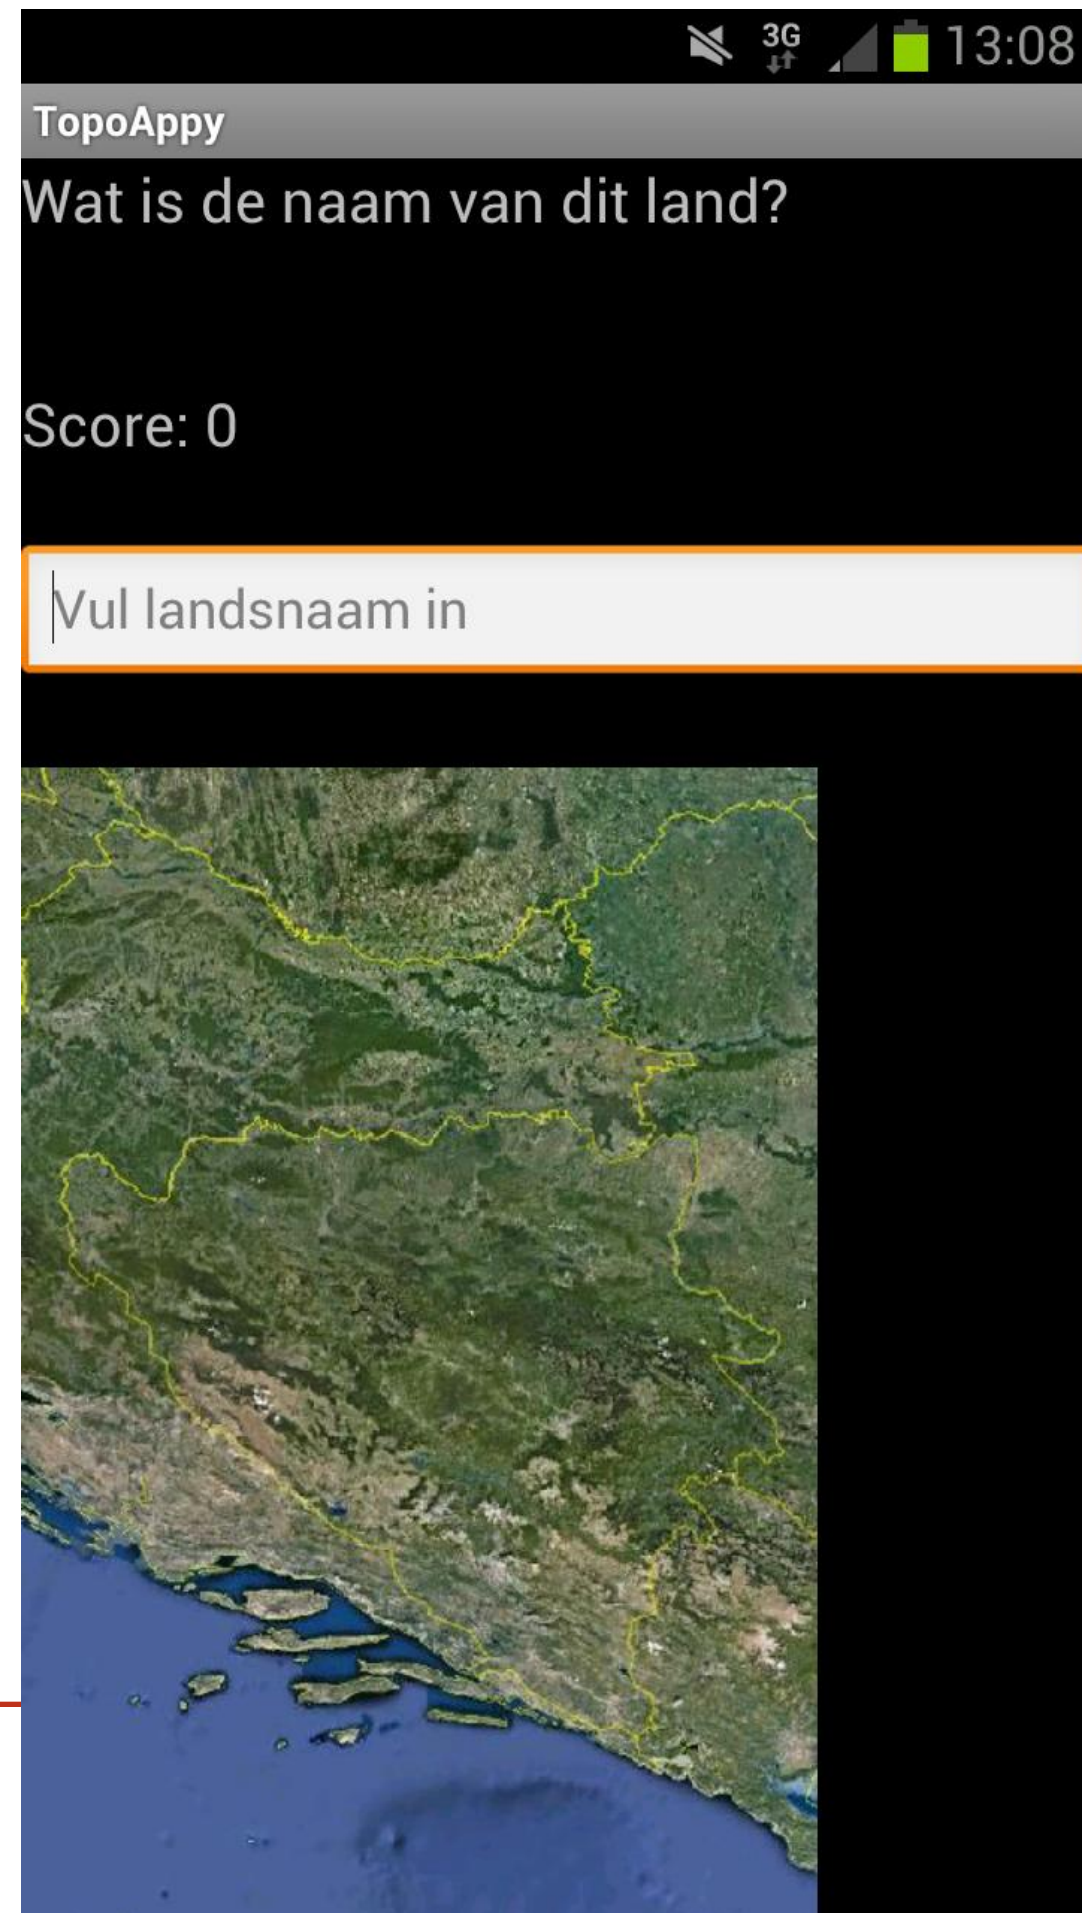 3G
13:08
TopoAppy
Wat is de naam van dit land?
Score: 0
Vul landsnaam in